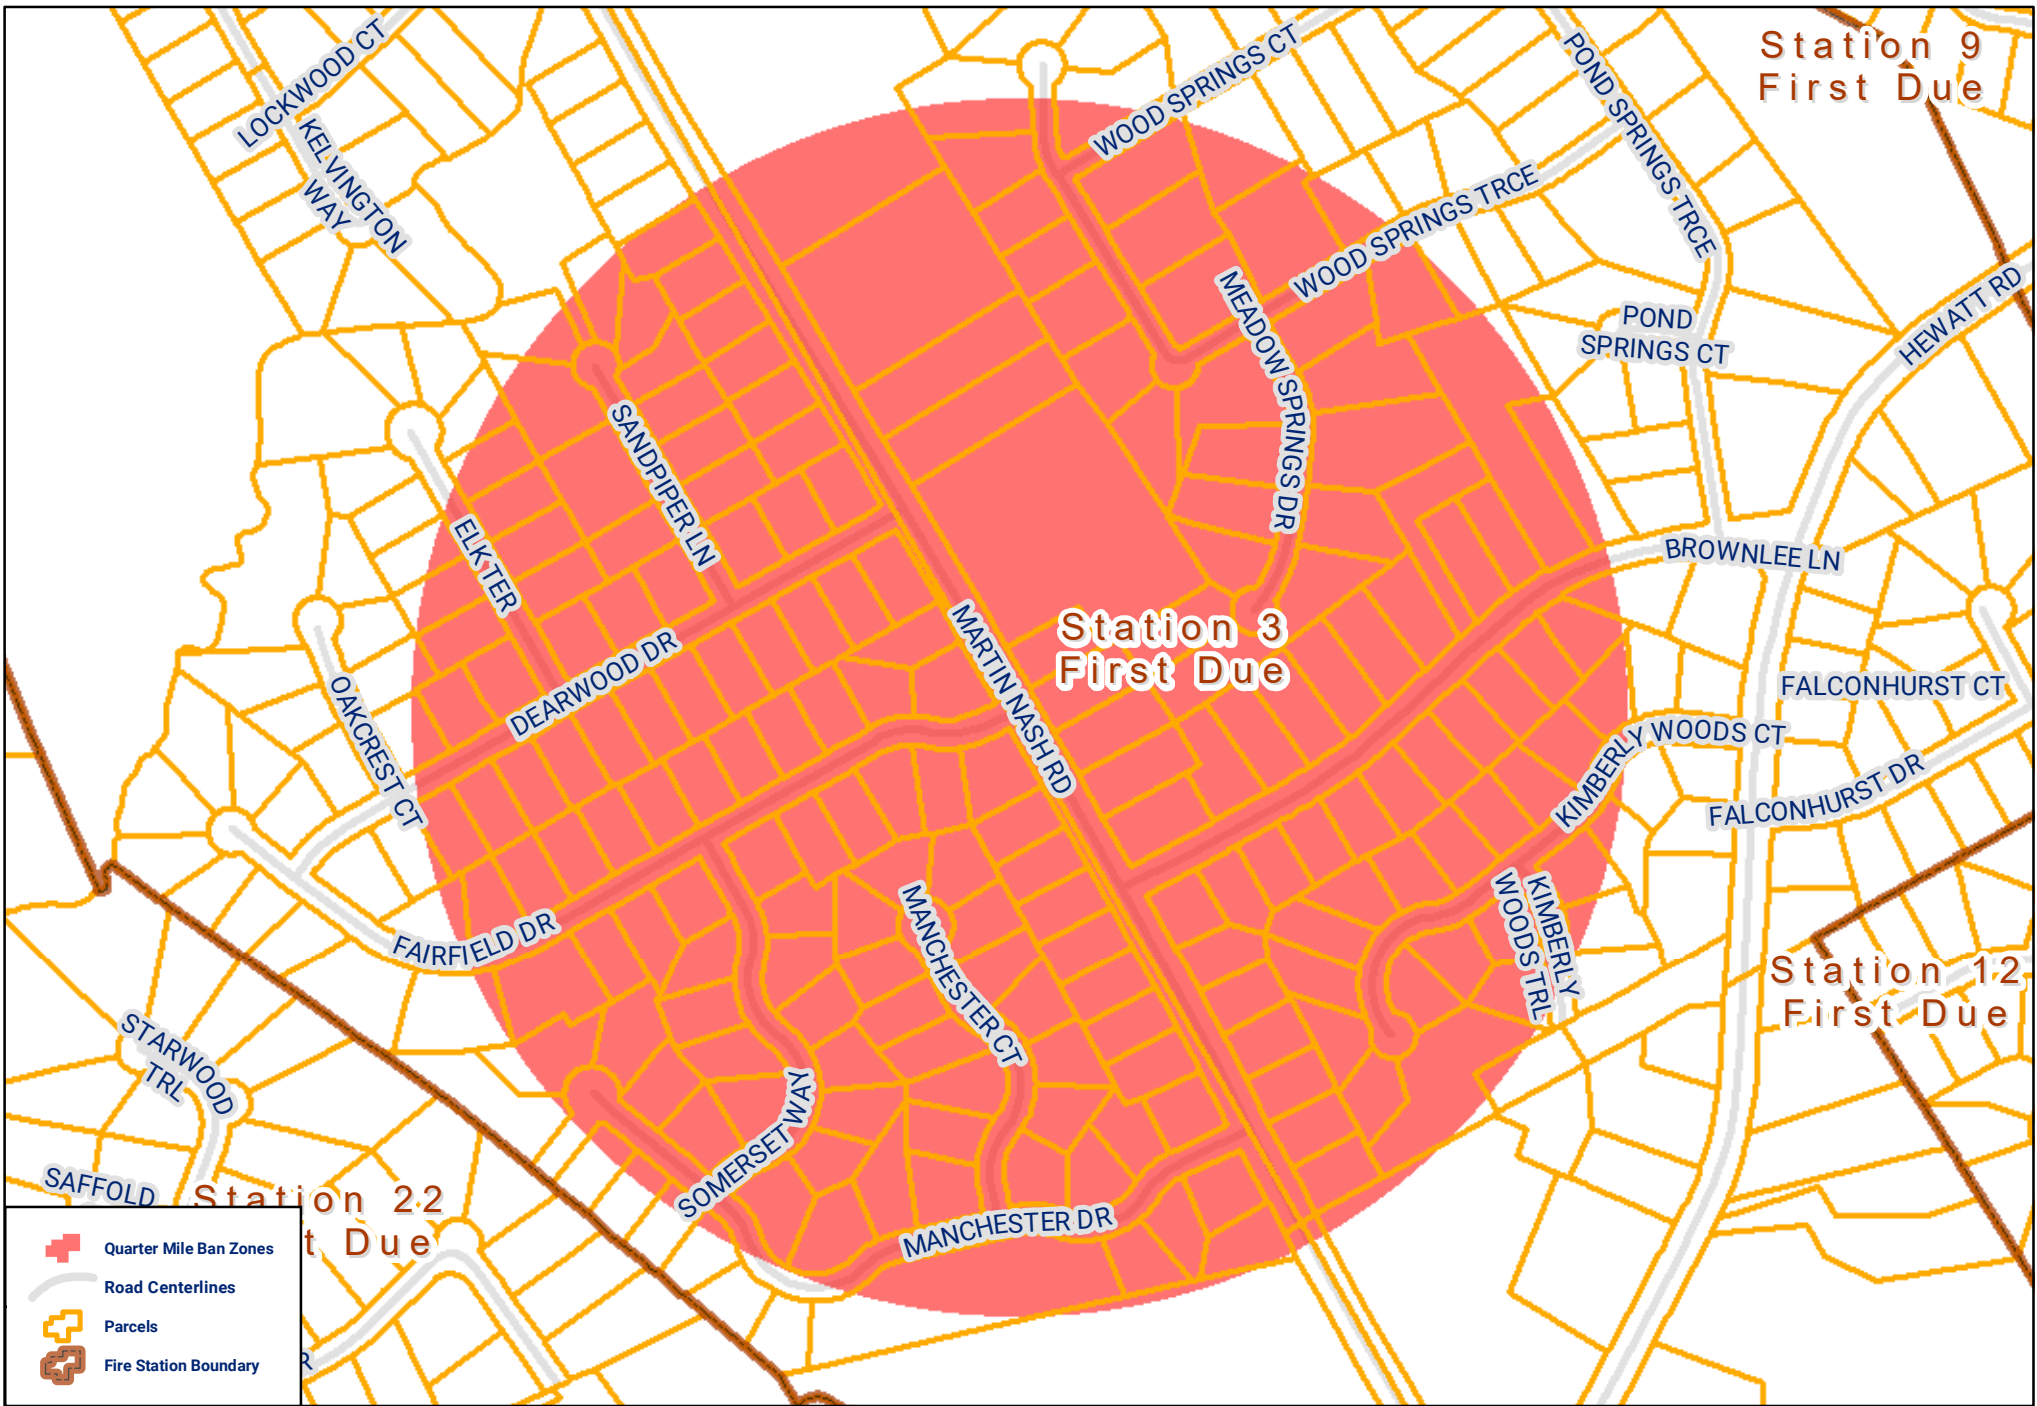 Station 9
First Due
LOCKWOOD CT
KELVINGTON
WAY
WOOD SPRINGS CT
POND SPRINGS TRCE
WOOD SPRINGS TRCE
MEADOW SPRINGS DR
POND
SPRINGS CT
HEWATT RD
SANDPIPER LN
ELK TER
BROWNLEE LN
MARTIN NASH RD
Station 3
First Due
DEARWOOD DR
OAKCREST CT
FALCONHURST CT
KIMBERLY WOODS CT
FALCONHURST DR
FAIRFIELD DR
MANCHESTER CT
KIMBERLY
WOODS TRL
Station 12
First Due
STARWOOD
TRL
SOMERSET WAY
SAFFOLD
Station 22
t Due
MANCHESTER DR
Quarter Mile Ban Zones
Road Centerlines
Parcels
Fire Station Boundary
R